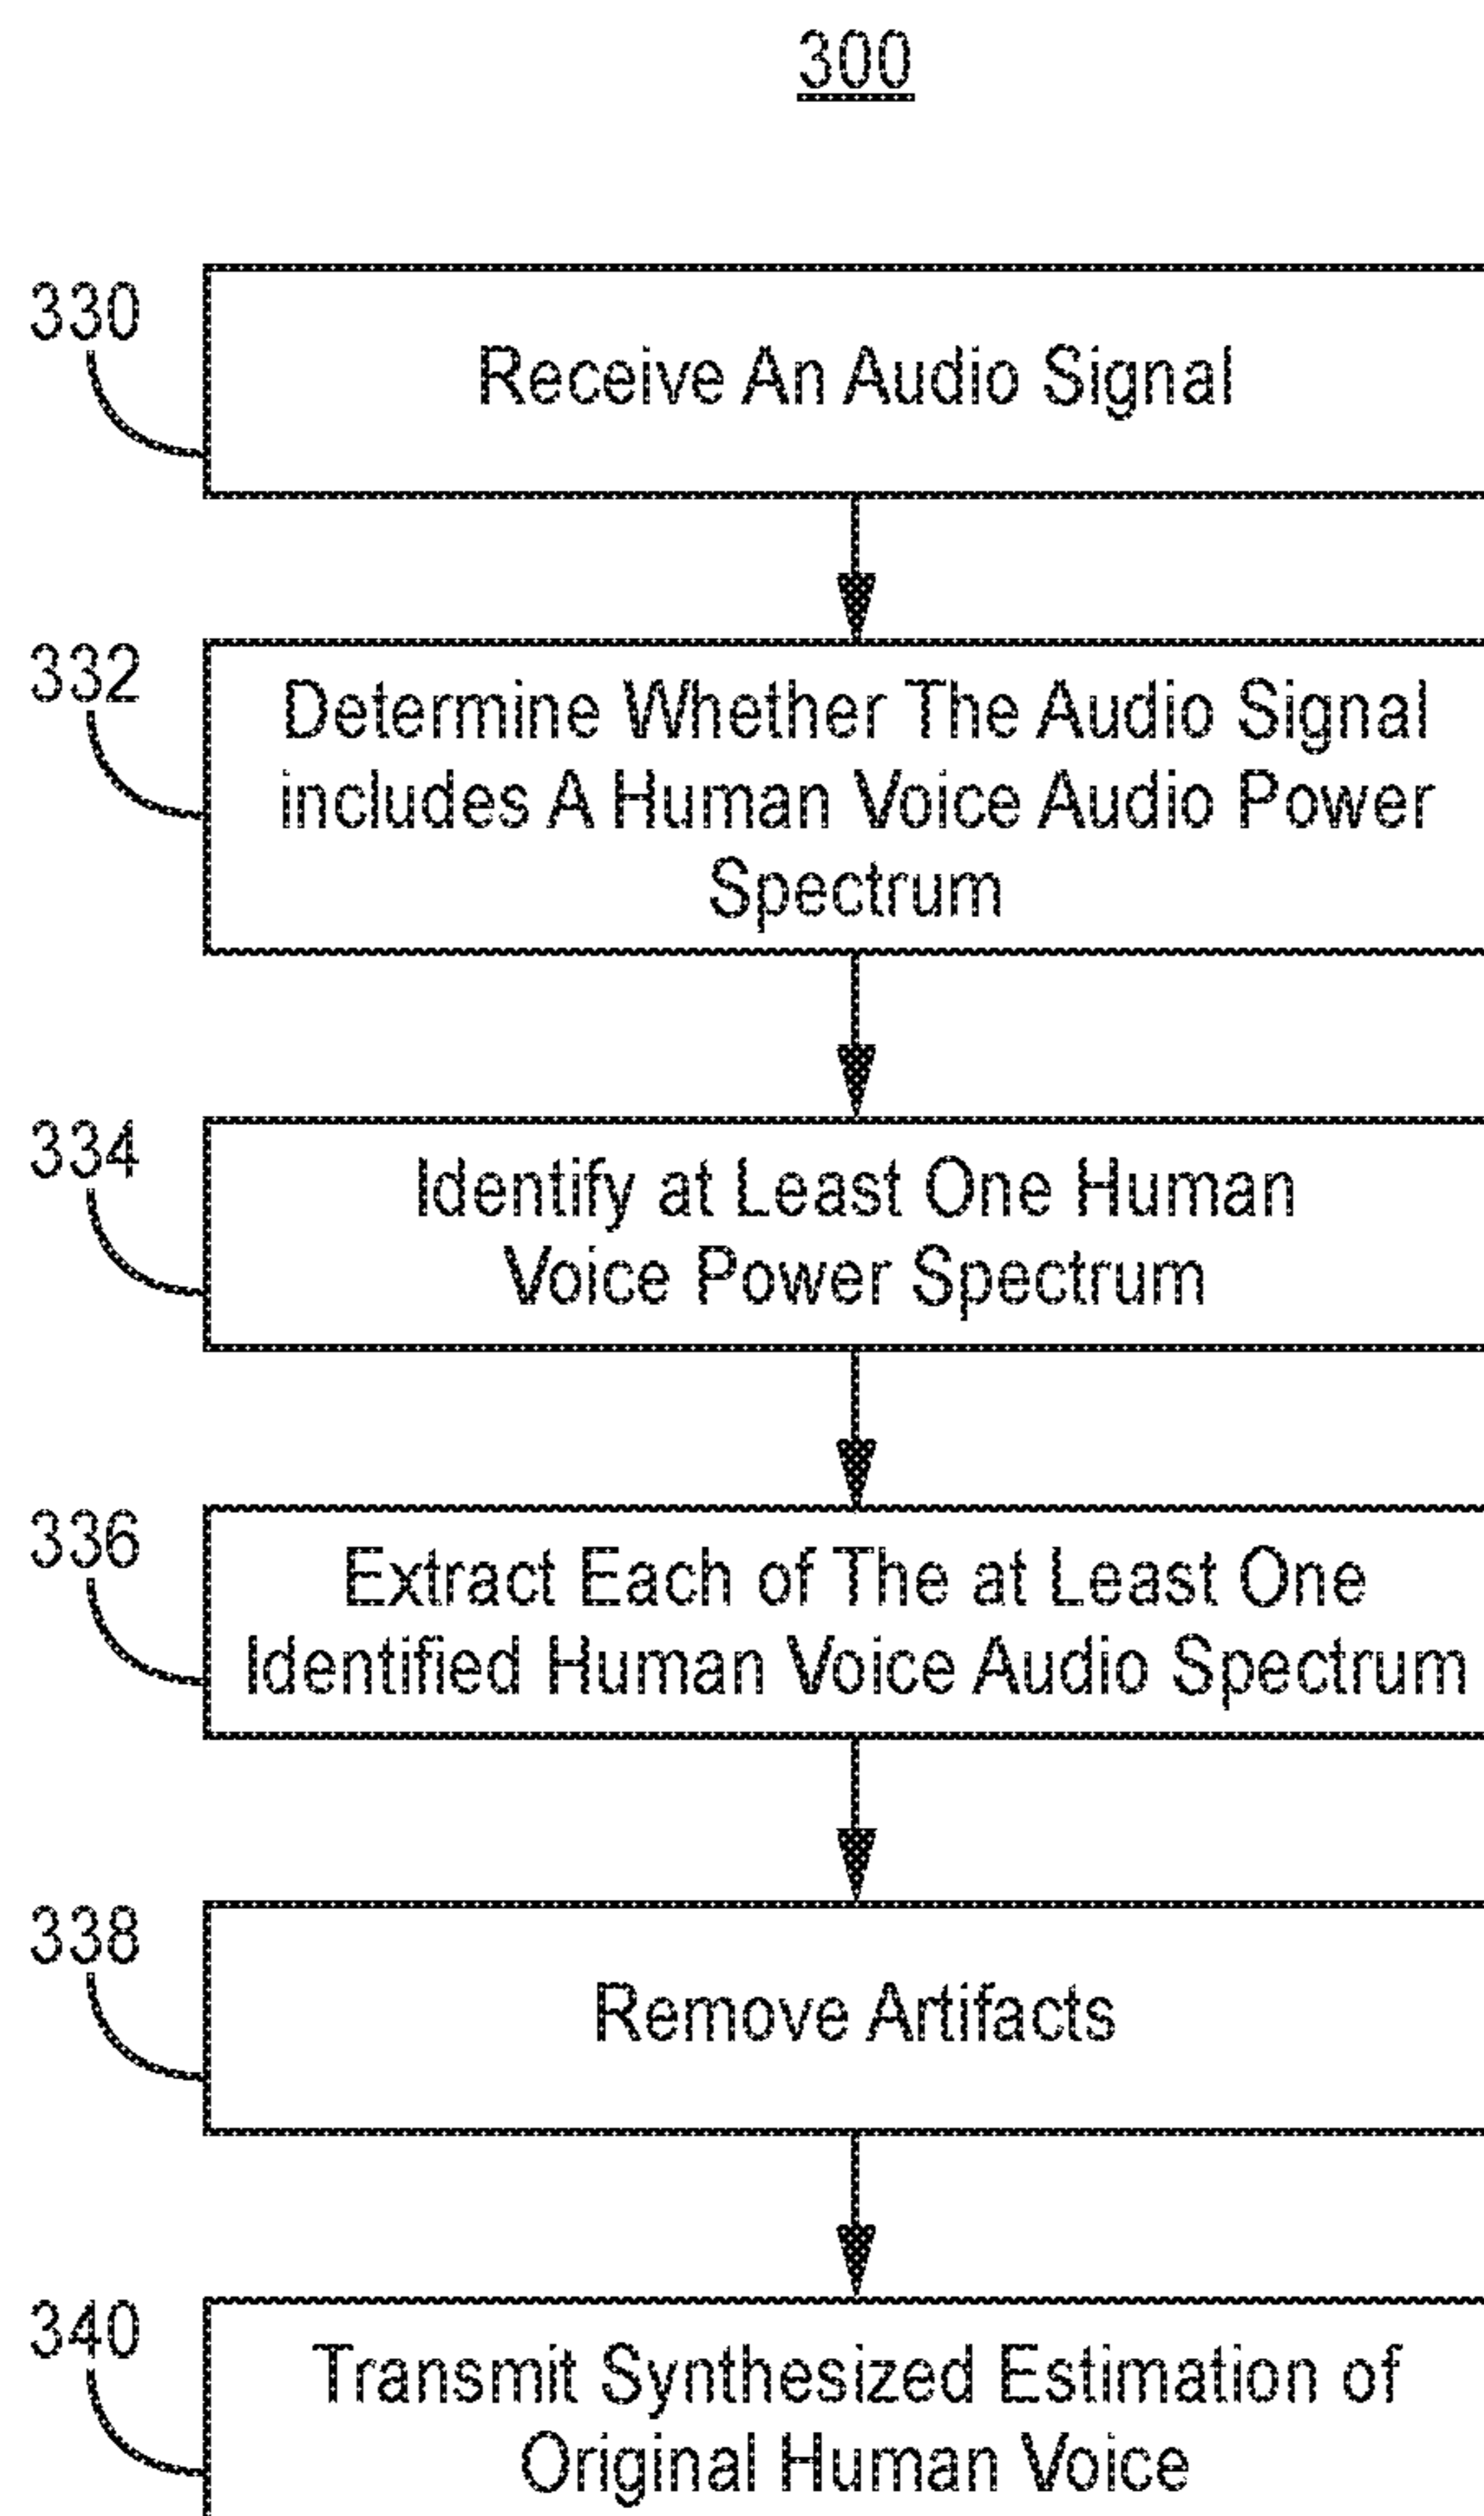 300
330
Receive An Audio Signal
332
Determine Whether The Audio Signal
includes A Human Voice Audio Power
Spectrum
334
Identify at Least One Human
Voice Power Spectrum
336
Extract Each of The at Least One
Identified Human Voice Audio Spectrum
338
Remove Artifacts
340
Transmit Synthesized Estimation of
Original Human Voice